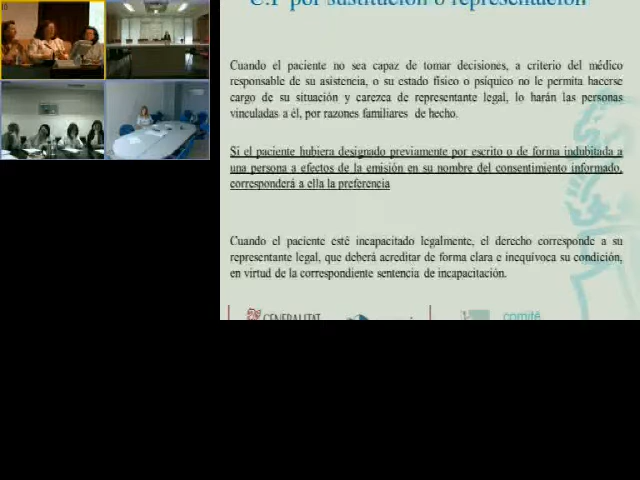 C.I por sustitución o representación
Cuando el paciente no sea capaz de tomar decisiones, a criterio del médico
responsable de su asistencia, o su estado físico o psíquico no le permita hacerse
cargo de su situación y carezca de representante legal, lo harán las personas
vinculadas a él, por razones familiares de hecho.
Si el paciente hubiera designado previamente por escrito o de forma indubitada a
una persona a efectos de la emisión en su nombre del consentimiento informado,
corresponderá a ella la preferencia
Cuando el paciente esté incapacitado legalmente, el derecho corresponde a su
representante legal, que deberá acreditar de forma clara e inequívoca su condición,
en virtud de la correspondiente sentencia de incapacitación.
GENERALITAT
comitè